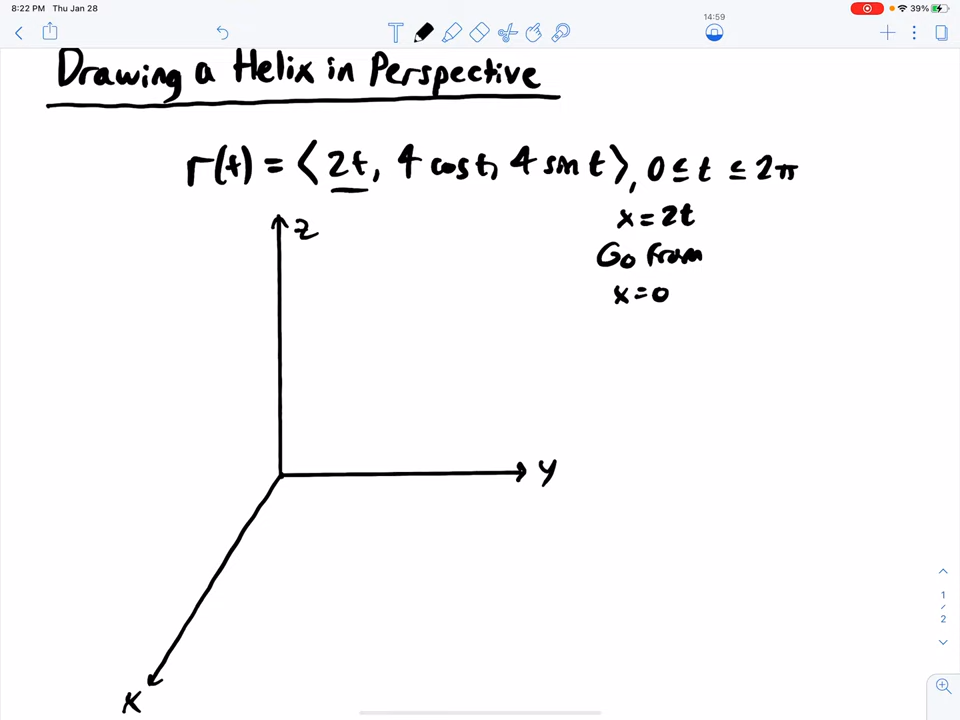 8:22 PM Thu Jan 28
14:59
39%
Drawing a Helix in Perspective
r(t) = ⟨2t, 4 cos t, 4 sin t⟩, 0 ≤ t ≤ 2π
x = 2t
Go From
x = 0
z
y
x
1
/
2